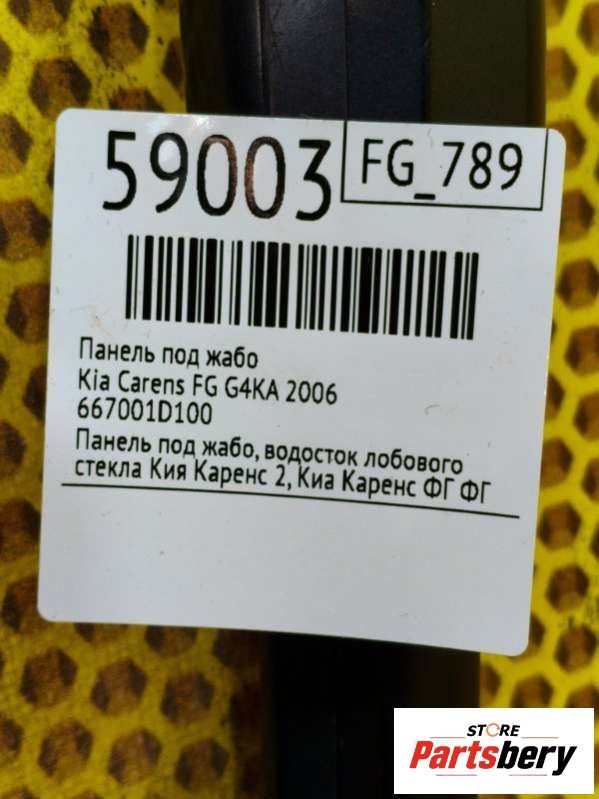 59003
FG_789
Панель под жабо
Kia Carens FG G4KA 2006
667001D100
Панель под жабо, водосток лобового
стекла Кия Каренс 2, Киа Каренс ФГ ФГ
STORE
Partsbery